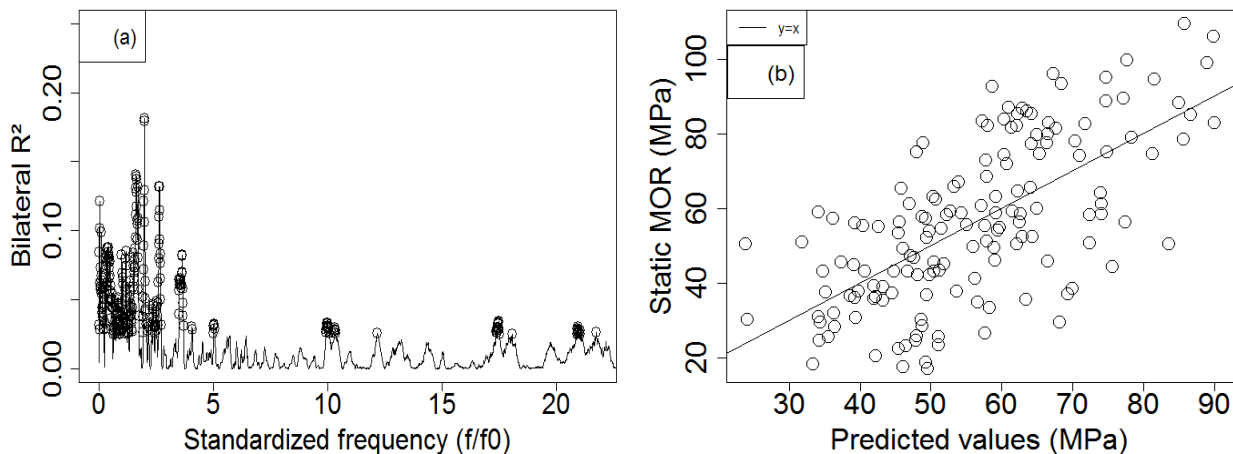 (a)
Bilateral R²
0.00
0.10
0.20
0 5 10 15 20
Standardized frequency (f/f0)
y=x
(b)
Static MOR (MPa)
100
80
60
40
20
30 40 50 60 70 80 90
Predicted values (MPa)